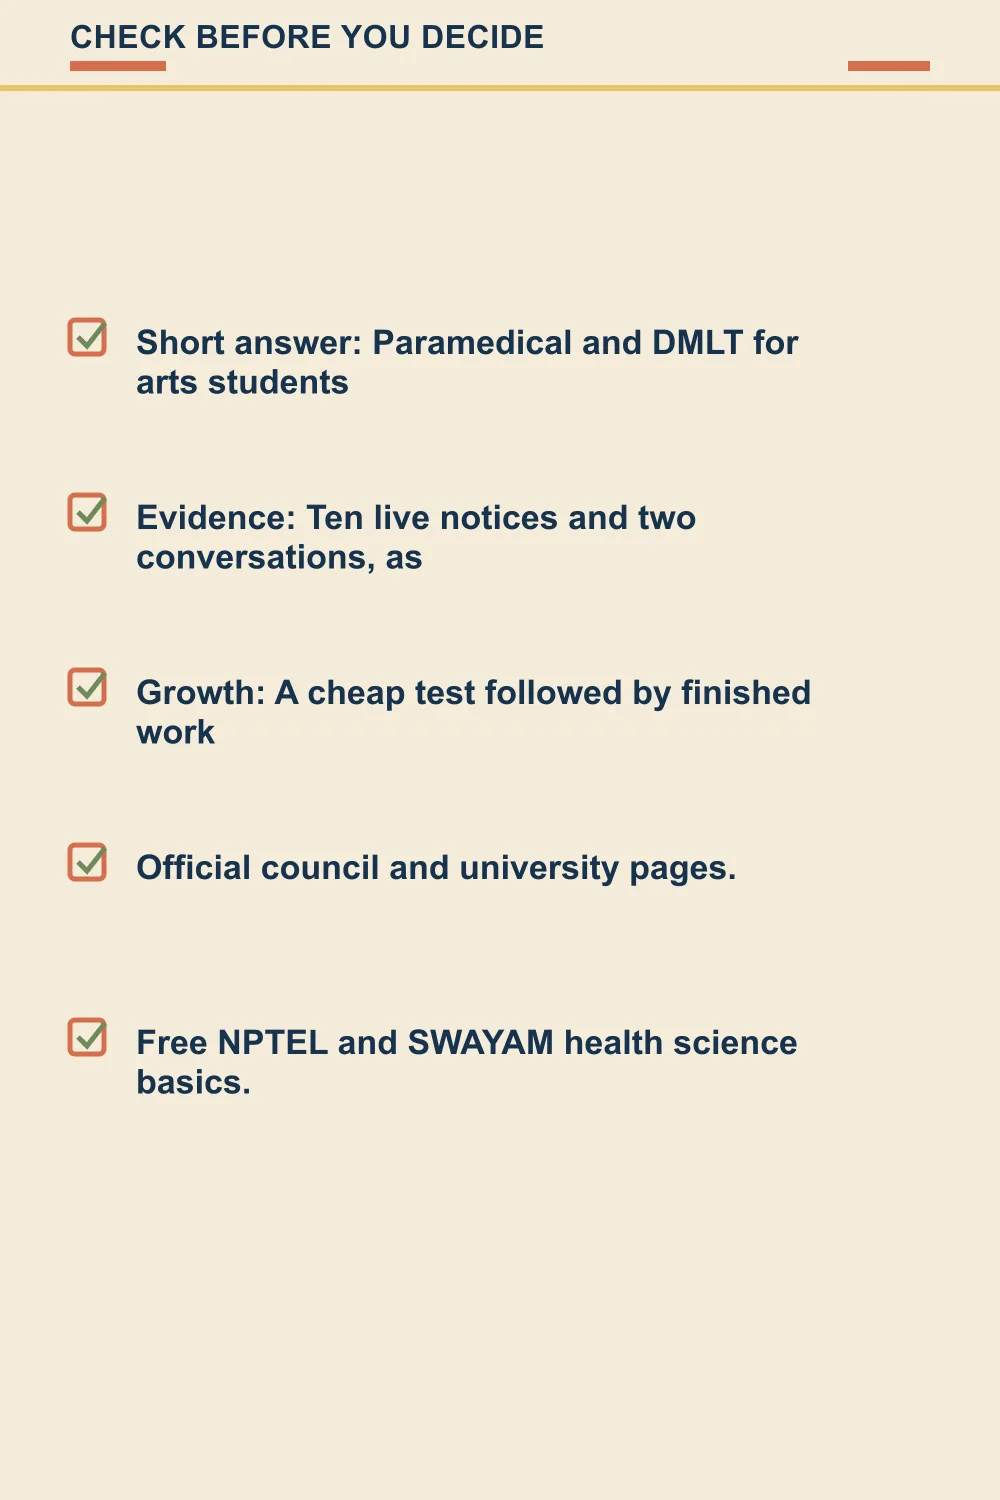 CHECK BEFORE YOU DECIDE
Short answer: Paramedical and DMLT for
arts students
Evidence: Ten live notices and two
conversations, as
Growth: A cheap test followed by finished
work
Official council and university pages.
Free NPTEL and SWAYAM health science
basics.